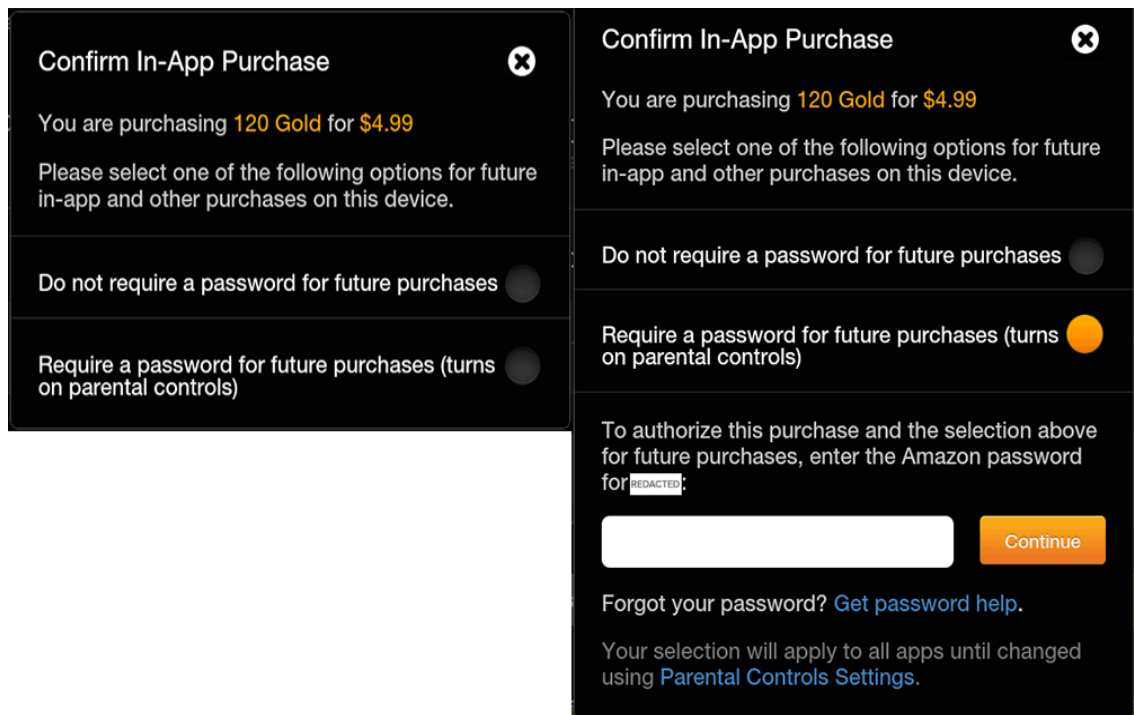 Confirm In-App Purchase
You are purchasing 120 Gold for $4.99
Please select one of the following options for future
in-app and other purchases on this device.
Do not require a password for future purchases
Require a password for future purchases (turns
on parental controls)
Confirm In-App Purchase
You are purchasing 120 Gold for $4.99
Please select one of the following options for future
in-app and other purchases on this device.
Do not require a password for future purchases
Require a password for future purchases (turns
on parental controls)
To authorize this purchase and the selection above
for future purchases, enter the Amazon password
for REDACTED:
Continue
Forgot your password? Get password help.
Your selection will apply to all apps until changed
using Parental Controls Settings.